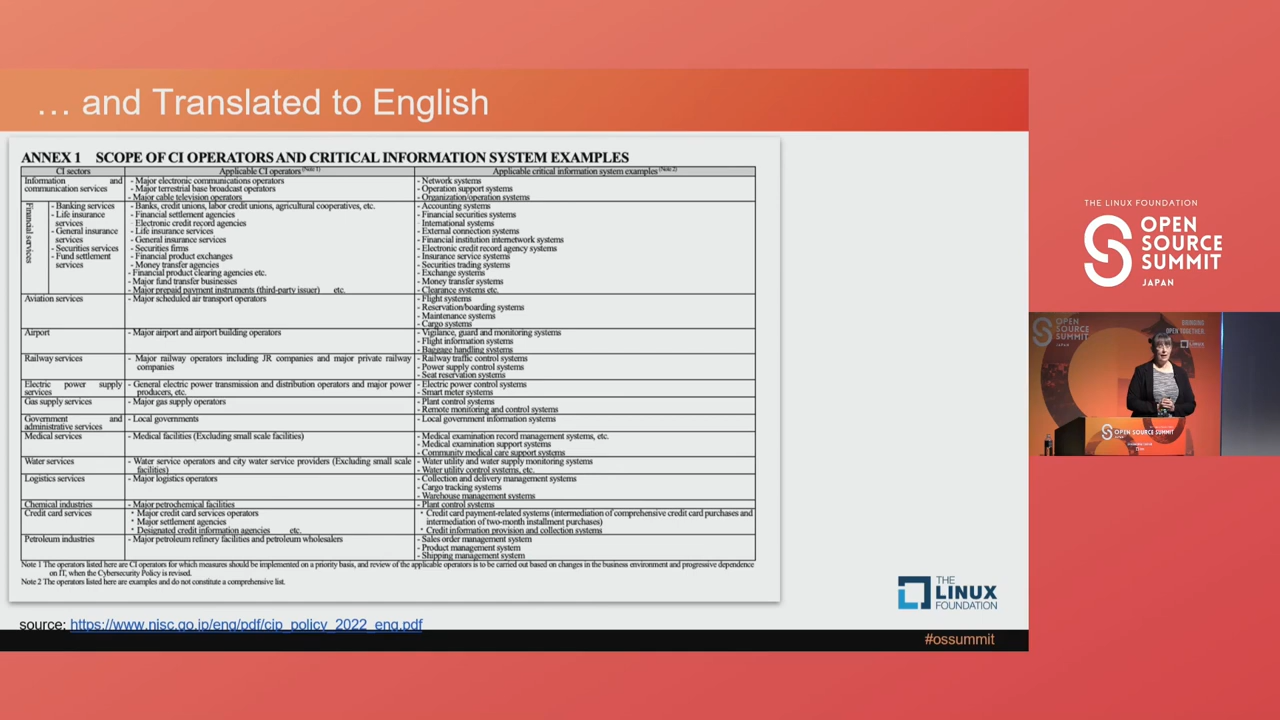 … and Translated to English
ANNEX 1 SCOPE OF CI OPERATORS AND CRITICAL INFORMATION SYSTEM EXAMPLES
CI sectors
Applicable CI operators (Note 1)
Applicable critical information system examples (Note 2)
Information and
communication services
- Major electronic communications operators
- Major terrestrial base broadcast operators
- Major cable television operators
- Network systems
- Operation support systems
- Organization/operation systems
Financial services
- Banking services
- Life insurance
services
- General insurance
services
- Securities services
- Fund settlement
services
- Banks, credit unions, labor credit unions, agricultural cooperatives, etc.
- Financial settlement agencies
- Electronic credit record agencies
- Life insurance services
- General insurance services
- Securities firms
- Financial product exchanges
- Money transfer agencies
- Financial product clearing agencies etc.
- Major fund transfer businesses
- Major prepaid payment instruments (third-party issuer) etc.
- Accounting systems
- Financial securities systems
- International systems
- External connection systems
- Financial institution internetwork systems
- Electronic credit record agency systems
- Insurance service systems
- Securities trading systems
- Exchange systems
- Money transfer systems
- Clearance systems etc.
Aviation services
- Major scheduled air transport operators
- Flight systems
- Reservation/boarding systems
- Maintenance systems
- Cargo systems
Airport
- Major airport and airport building operators
- Vigilance, guard and monitoring systems
- Flight information systems
- Baggage handling systems
Railway services
- Major railway operators including JR companies and major private railway
companies
- Railway traffic control systems
- Power supply control systems
- Seat reservation systems
Electric power supply
services
- General electric power transmission and distribution operators and major power
producers, etc.
- Electric power control systems
- Smart meter systems
Gas supply services
- Major gas supply operators
- Plant control systems
- Remote monitoring and control systems
Government and
administrative services
- Local governments
- Local government information systems
Medical services
- Medical facilities (Excluding small scale facilities)
- Medical examination record management systems, etc.
- Medical examination support systems
- Community medical care support systems
Water services
- Water service operators and city water service providers (Excluding small scale
facilities)
- Water utility and water supply monitoring systems
- Water utility control systems, etc.
Logistics services
- Major logistics operators
- Collection and delivery management systems
- Cargo tracking systems
- Warehouse management systems
Chemical industries
- Major petrochemical facilities
- Plant control systems
Credit card services
* Major credit card services operators
* Major settlement agencies
* Designated credit information agencies etc.
* Credit card payment-related systems (intermediation of comprehensive credit card purchases and
intermediation of two-month installment purchases)
* Credit information provision and collection systems
Petroleum industries
- Major petroleum refinery facilities and petroleum wholesalers
- Sales order management system
- Product management system
- Shipping management system
Note 1 The operators listed here are CI operators for which measures should be implemented on a priority basis, and review of the applicable operators is to be carried out based on changes in the business environment and progressive dependence
on IT, when the Cybersecurity Policy is revised.
Note 2 The operators listed here are examples and do not constitute a comprehensive list.
source: https://www.nisc.go.jp/eng/pdf/cip_policy_2022_eng.pdf
THE
LINUX
FOUNDATION
#ossummit
THE LINUX FOUNDATION
OPEN
SOURCE
SUMMIT
JAPAN
OPEN
SOURCE
SUMMIT
JAPAN
OPEN TOGETHER
OPEN SOURCE SUMMIT